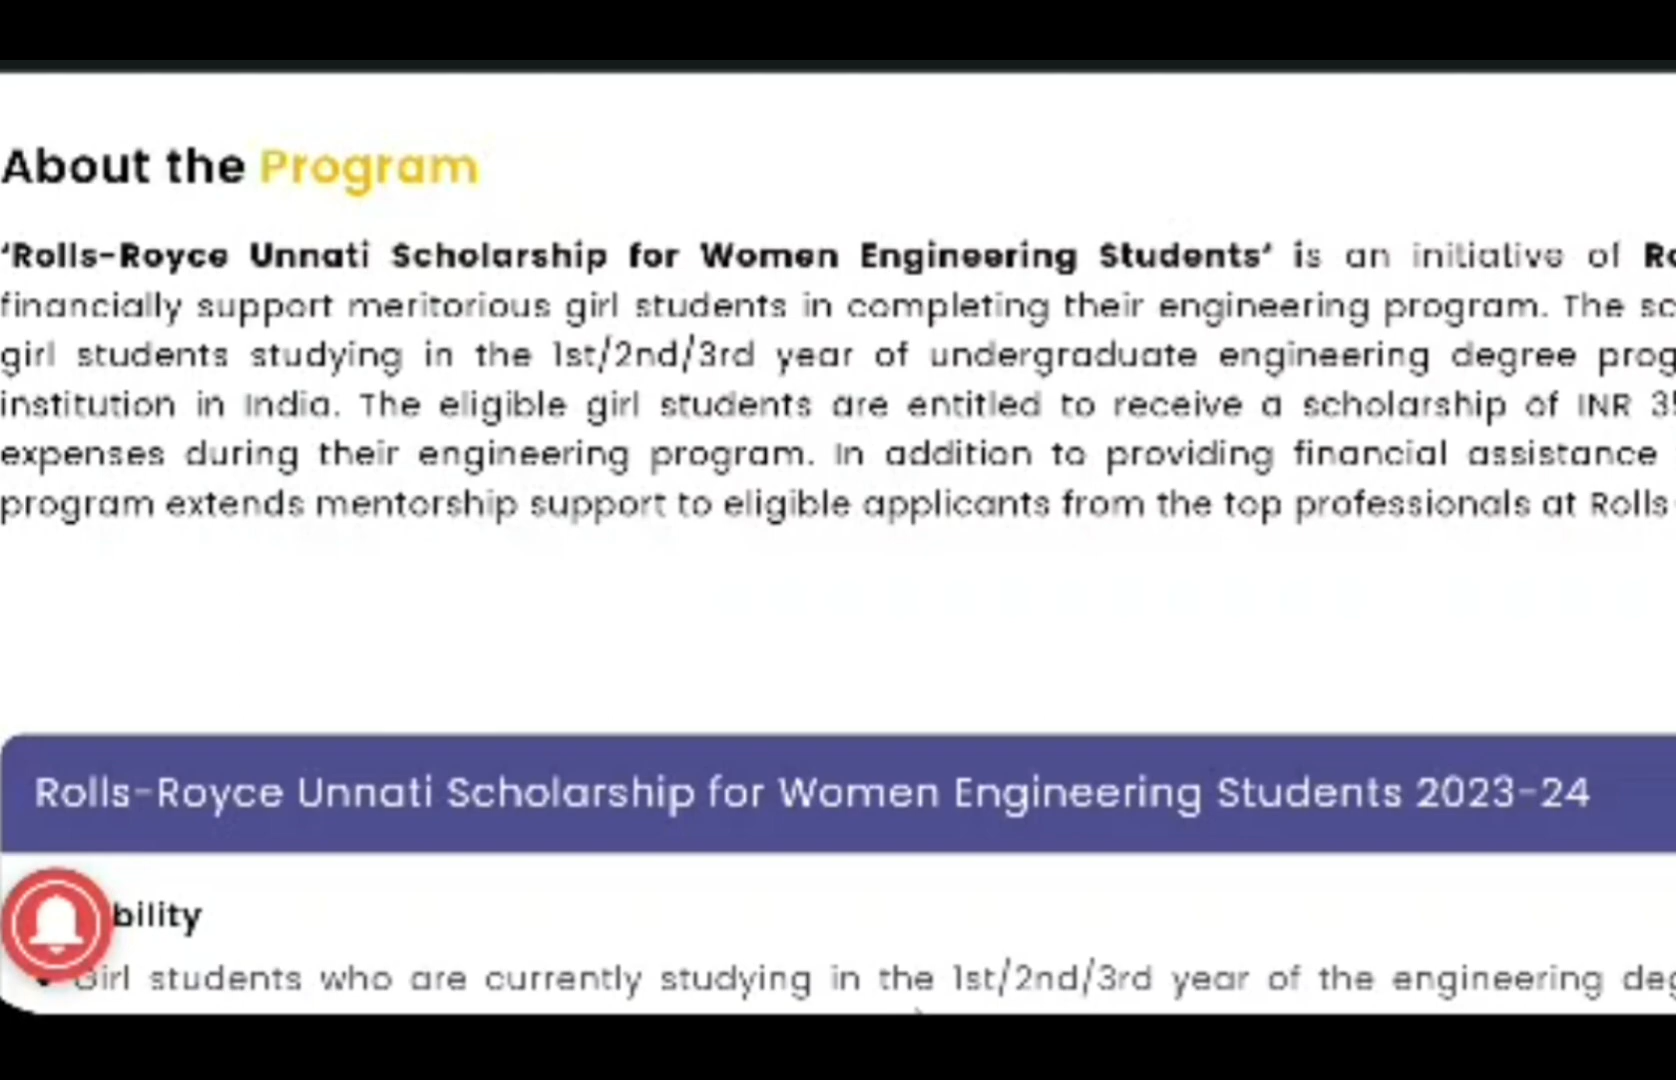 About the Program
‘Rolls-Royce Unnati Scholarship for Women Engineering Students’ is an initiative of
financially support meritorious girl students in completing their engineering program. The
girl students studying in the 1st/2nd/3rd year of undergraduate engineering degree
institution in India. The eligible girl students are entitled to receive a scholarship of INR
expenses during their engineering program. In addition to providing financial assistance
program extends mentorship support to eligible applicants from the top professionals at Rolls
Rolls-Royce Unnati Scholarship for Women Engineering Students 2023-24
bility
Girl students who are currently studying in the 1st/2nd/3rd year of the engineering